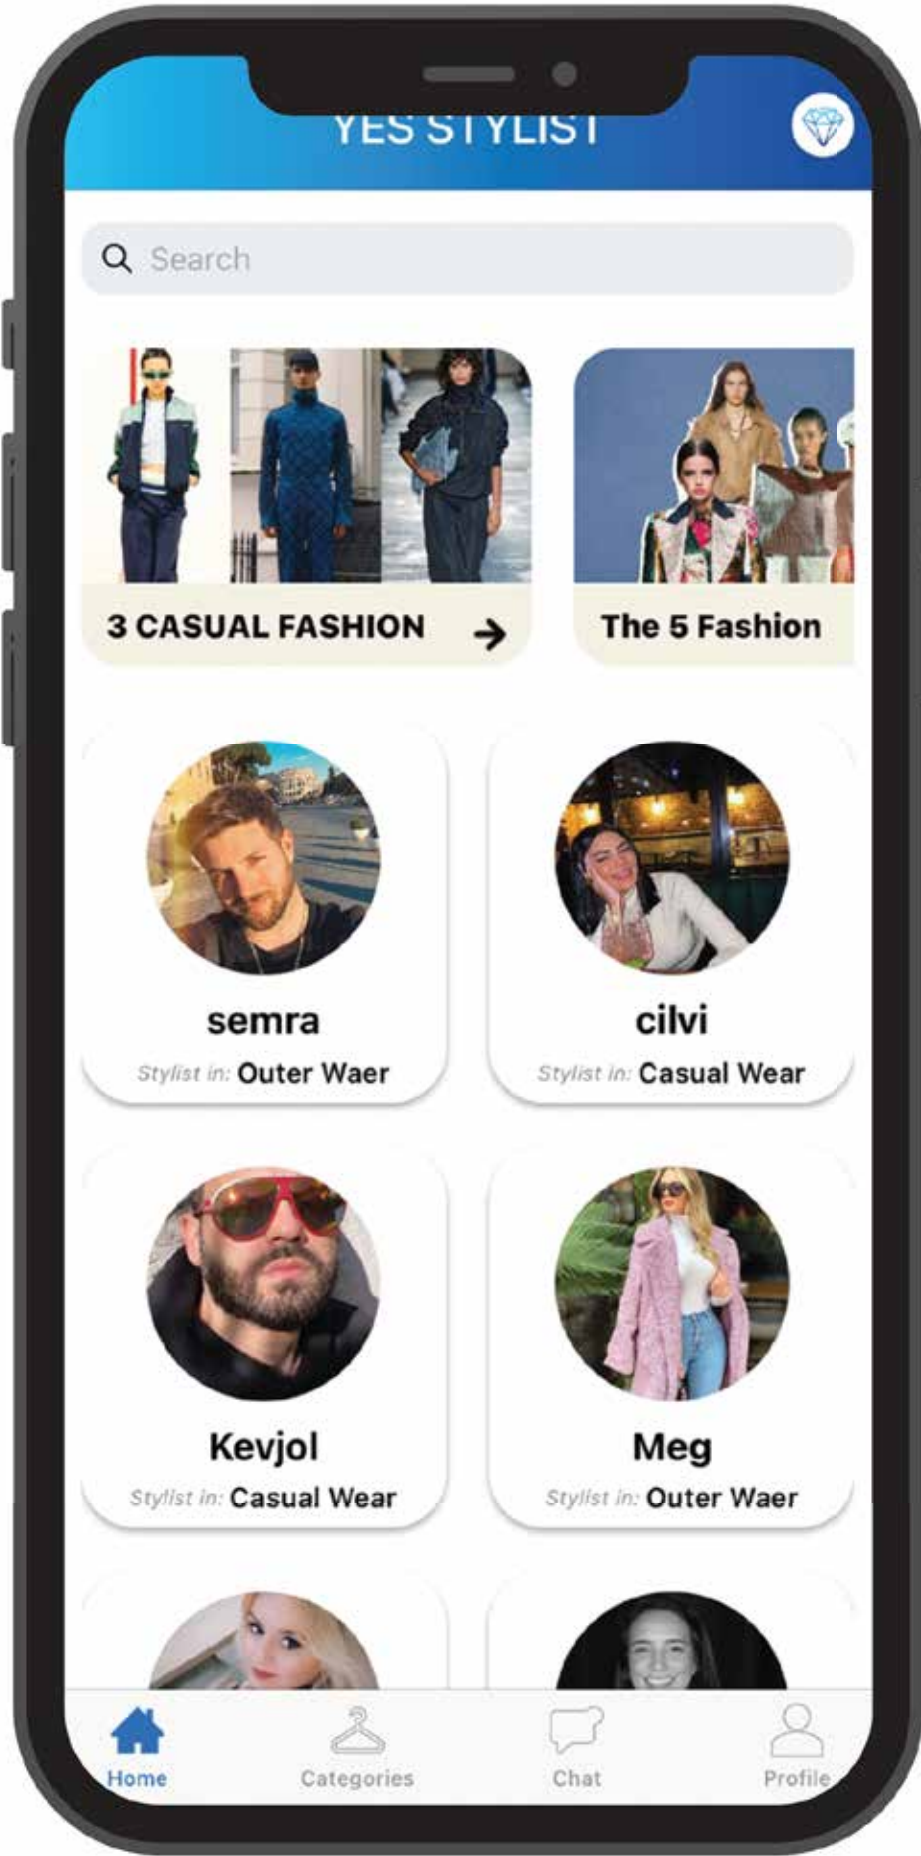 YES STYLIST
Search
3 CASUAL FASHION
The 5 Fashion
semra
cilvi
Stylist in: Outer Waer
Stylist in: Casual Wear
Kevjol
Meg
Stylist in: Casual Wear
Stylist in: Outer Waer
Home
Categories
Chat
Profile